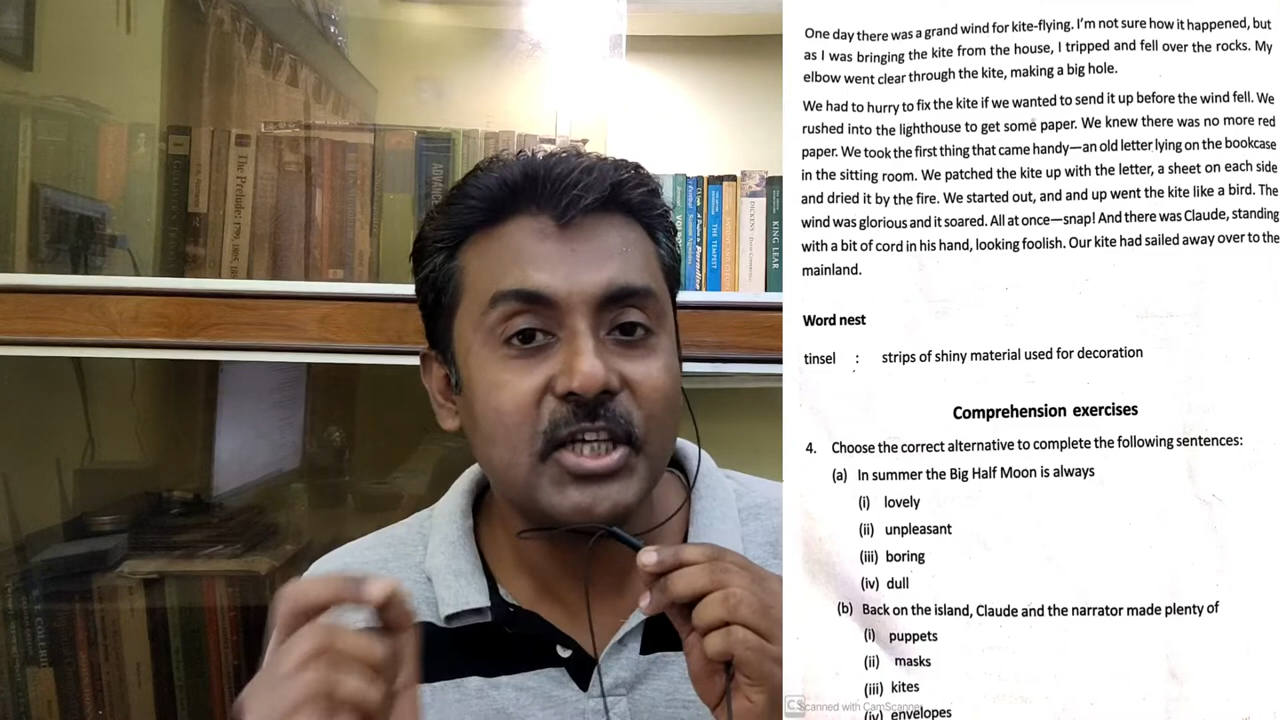 One day there was a grand wind for kite-flying. I'm not sure how it happened, but
as I was bringing the kite from the house, I tripped and fell over the rocks. My
elbow went clear through the kite, making a big hole.
We had to hurry to fix the kite if we wanted to send it up before the wind fell. We
rushed into the lighthouse to get some paper. We knew there was no more red
paper. We took the first thing that came handy—an old letter lying on the bookcase
in the sitting room. We patched the kite up with the letter, a sheet on each side
and dried it by the fire. We started out, and and up went the kite like a bird. The
wind was glorious and it soared. All at once—snap! And there was Claude, standing
with a bit of cord in his hand, looking foolish. Our kite had sailed away over to the
mainland.
Word nest
tinsel : strips of shiny material used for decoration
Comprehension exercises
4. Choose the correct alternative to complete the following sentences:
(a) In summer the Big Half Moon is always
(i) lovely
(ii) unpleasant
(iii) boring
(iv) dull
(b) Back on the island, Claude and the narrator made plenty of
(i) puppets
(ii) masks
(iii) kites
(iv) envelopes
CS Scanned with CamScanner
The Prelude: 1799, 1805, 185
ADVANC
THE TEMPEST
DICKENS
KING LEAR